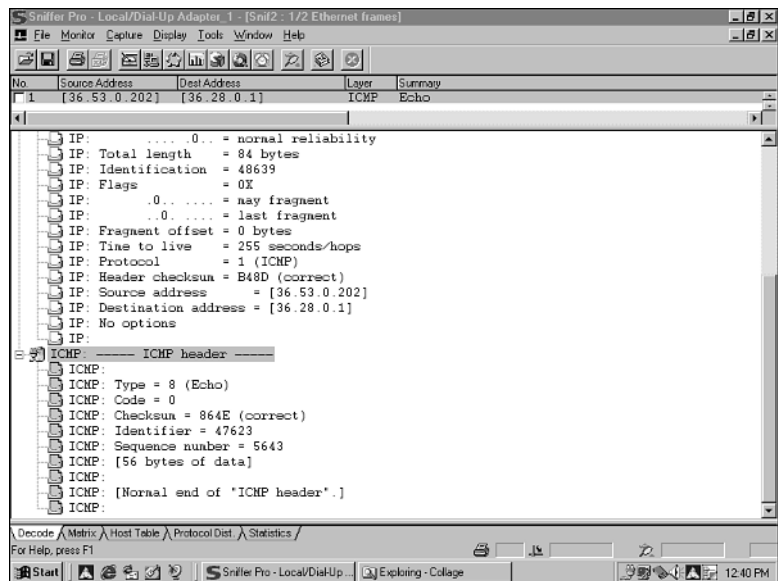 Sniffer Pro - Local/Dial-Up Adapter_1 - [Snif2 : 1/2 Ethernet frames]
File Monitor Capture Display Tools Window Help
No. Source Address Dest Address Layer Summary
1 [36.53.0.202] [36.28.0.1] ICMP Echo
IP: .... .0.. = normal reliability
IP: Total length = 84 bytes
IP: Identification = 48639
IP: Flags = 0X
IP: .0.. .... = may fragment
IP: ..0. .... = last fragment
IP: Fragment offset = 0 bytes
IP: Time to live = 255 seconds/hops
IP: Protocol = 1 (ICMP)
IP: Header checksum = B48D (correct)
IP: Source address = [36.53.0.202]
IP: Destination address = [36.28.0.1]
IP: No options
IP:
ICMP: ----- ICMP header -----
ICMP:
ICMP: Type = 8 (Echo)
ICMP: Code = 0
ICMP: Checksum = 864E (correct)
ICMP: Identifier = 47623
ICMP: Sequence number = 5643
ICMP: [56 bytes of data]
ICMP:
ICMP: [Normal end of "ICMP header".]
ICMP:
Decode Matrix Host Table Protocol Dist. Statistics
For Help, press F1
Start Sniffer Pro - Local/Dial-Up ... Exploring - Collage 12:40 PM